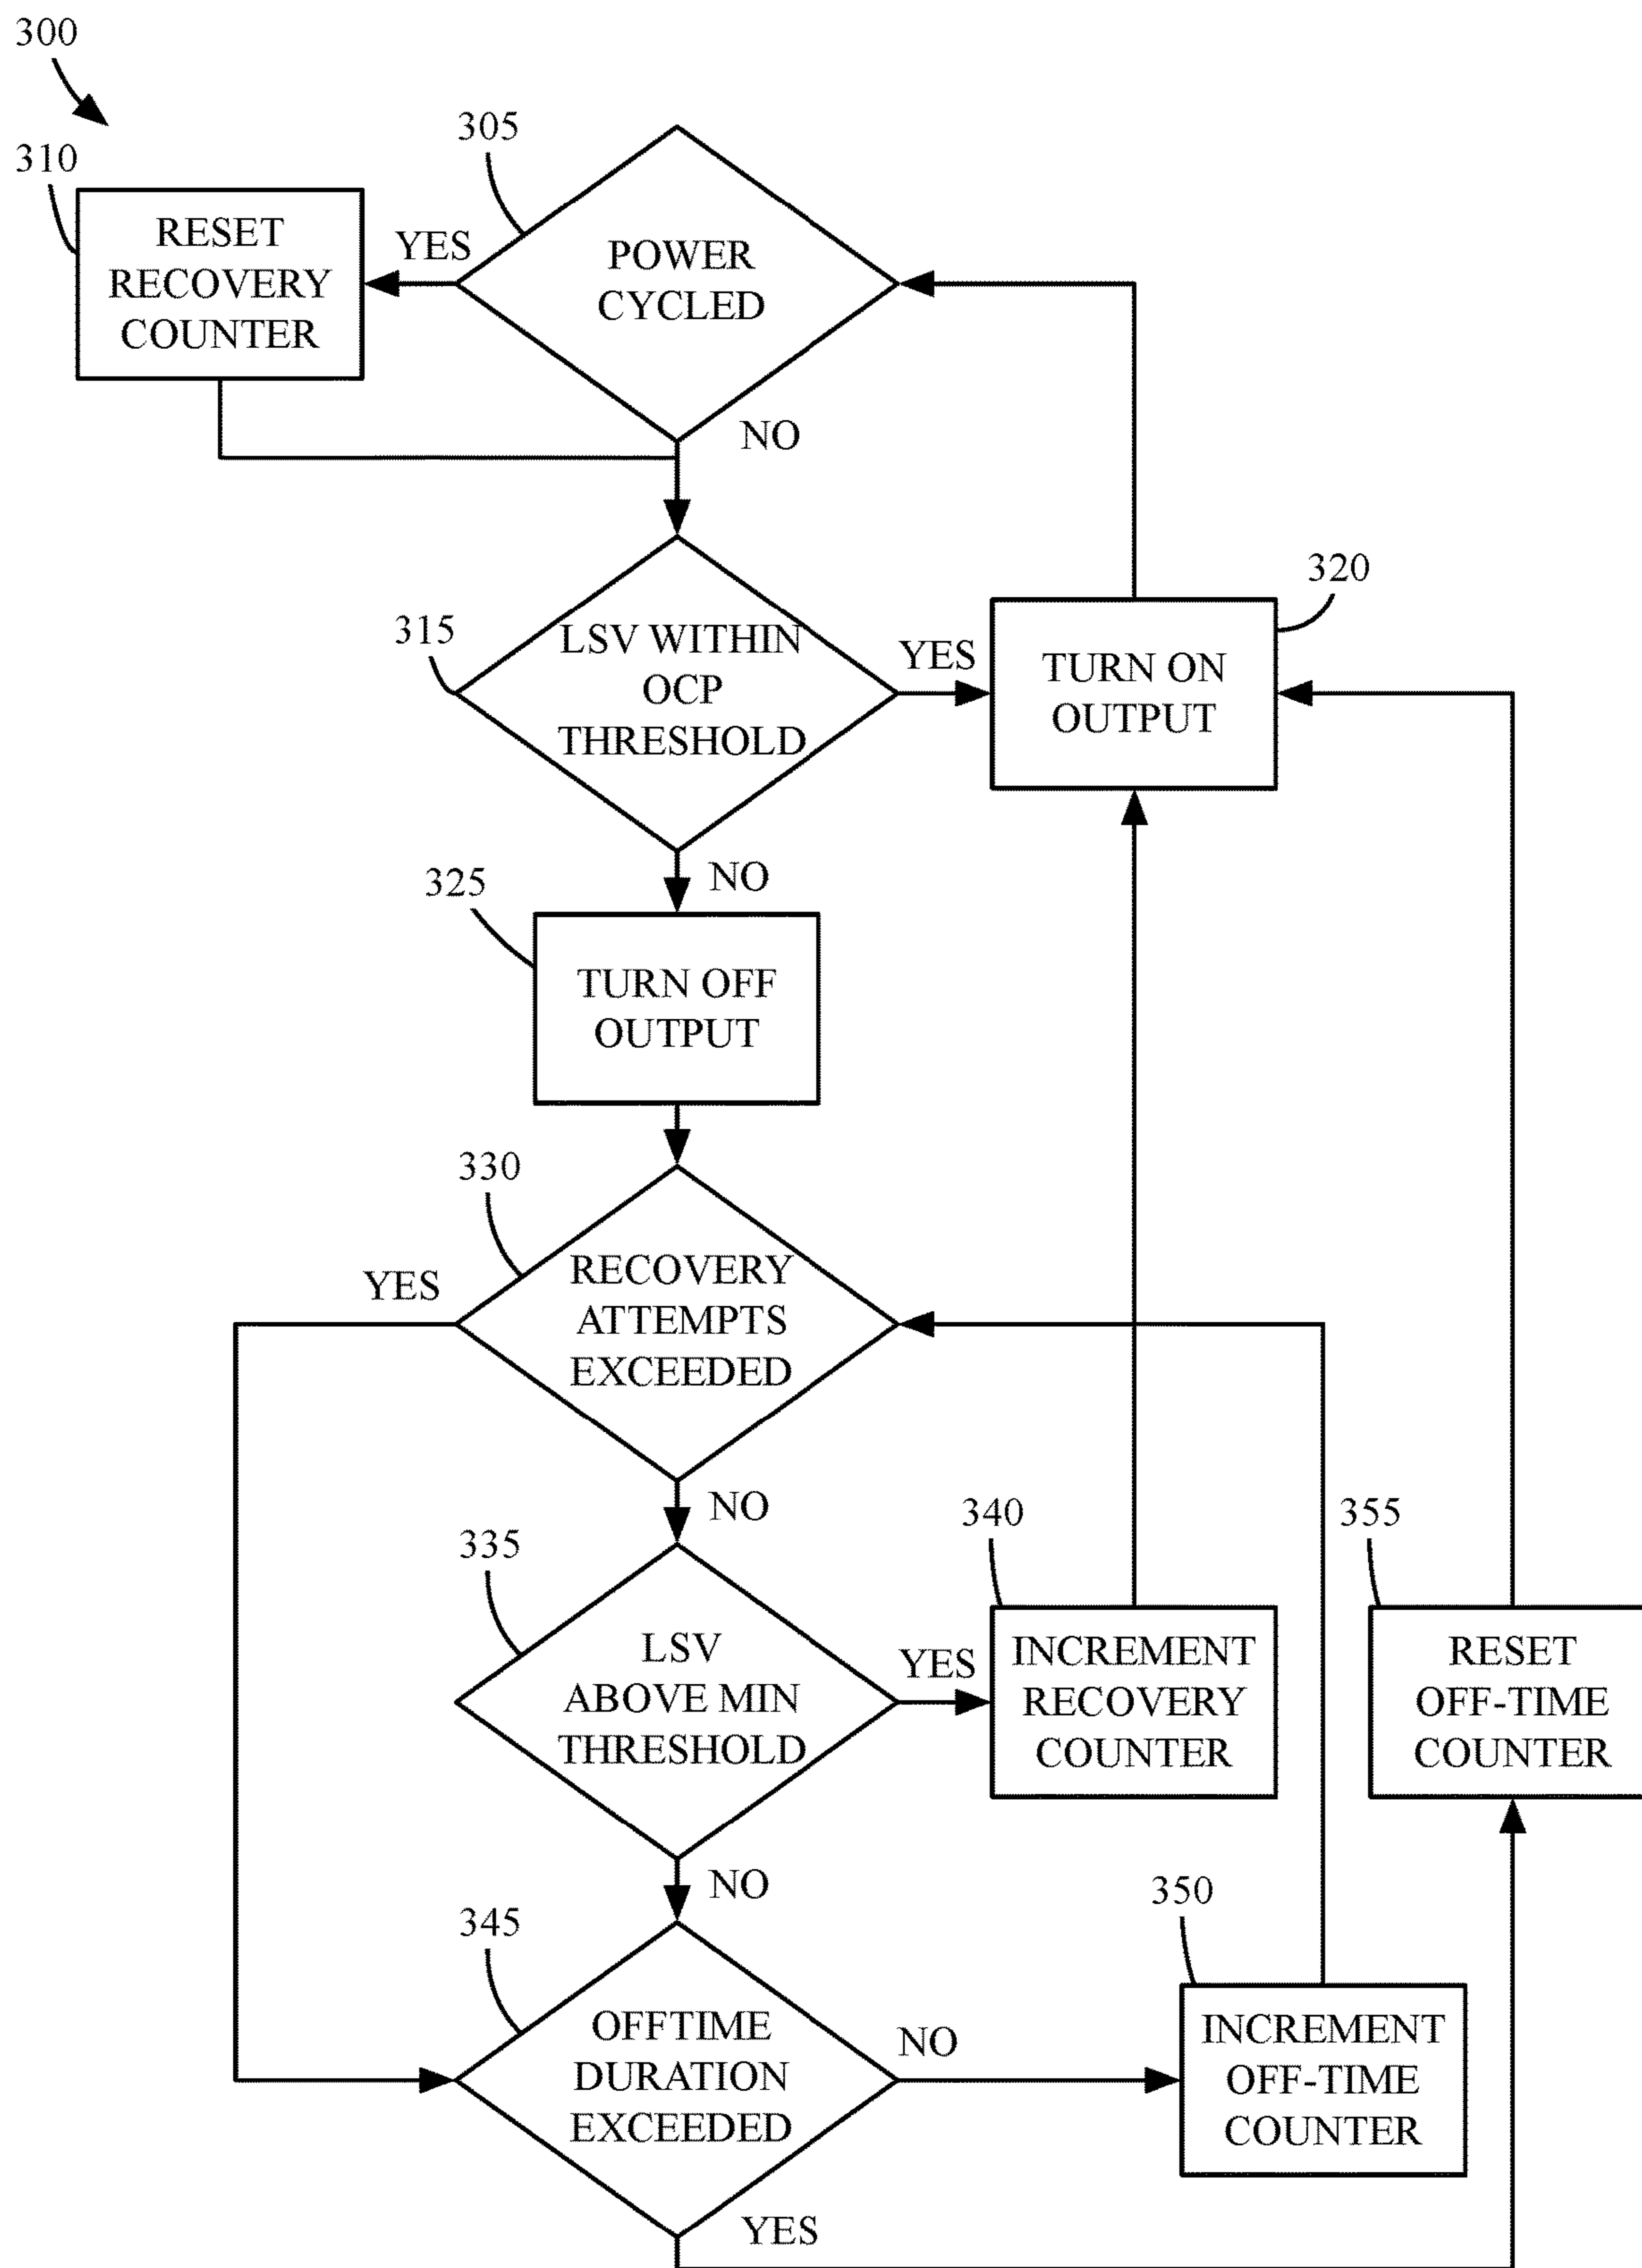 300
305
310
RESET
RECOVERY
COUNTER
YES
POWER
CYCLED
NO
315
LSV WITHIN
OCP
THRESHOLD
YES
320
TURN ON
OUTPUT
NO
325
TURN OFF
OUTPUT
330
YES
RECOVERY
ATTEMPTS
EXCEEDED
NO
335
LSV
ABOVE MIN
THRESHOLD
YES
340
INCREMENT
RECOVERY
COUNTER
355
RESET
OFF-TIME
COUNTER
NO
345
OFFTIME
DURATION
EXCEEDED
NO
350
INCREMENT
OFF-TIME
COUNTER
YES